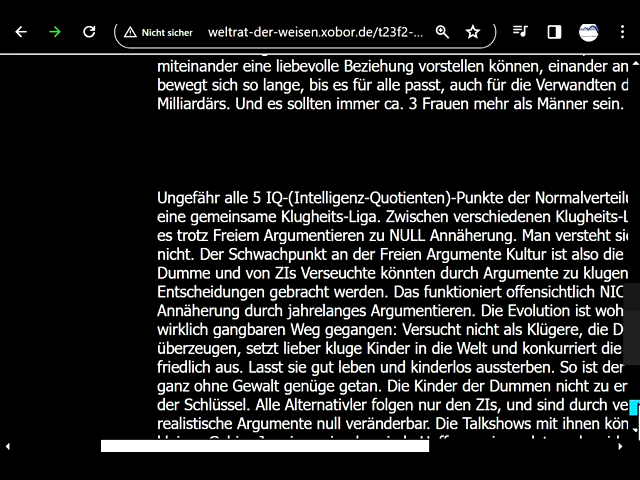 Nicht sicher
weltrat-der-weisen.xobor.de/t23f2-...
miteinander eine liebevolle Beziehung vorstellen können, einander an
bewegt sich so lange, bis es für alle passt, auch für die Verwandten d
Milliardärs. Und es sollten immer ca. 3 Frauen mehr als Männer sein.
Ungefähr alle 5 IQ-(Intelligenz-Quotienten)-Punkte der Normalverteilu
eine gemeinsame Klugheits-Liga. Zwischen verschiedenen Klugheits-L
es trotz Freiem Argumentieren zu NULL Annäherung. Man versteht si
nicht. Der Schwachpunkt an der Freien Argumente Kultur ist also die
Dumme und von ZIs Verseuchte könnten durch Argumente zu klugen
Entscheidungen gebracht werden. Das funktioniert offensichtlich NIC
Annäherung durch jahrelanges Argumentieren. Die Evolution ist woh
wirklich gangbaren Weg gegangen: Versucht nicht als Klügere, die D
überzeugen, setzt lieber kluge Kinder in die Welt und konkurriert die
friedlich aus. Lasst sie gut leben und kinderlos aussterben. So ist der
ganz ohne Gewalt genüge getan. Die Kinder der Dummen nicht zu er
der Schlüssel. Alle Alternativler folgen nur den ZIs, und sind durch ve
realistische Argumente null veränderbar. Die Talkshows mit ihnen kön